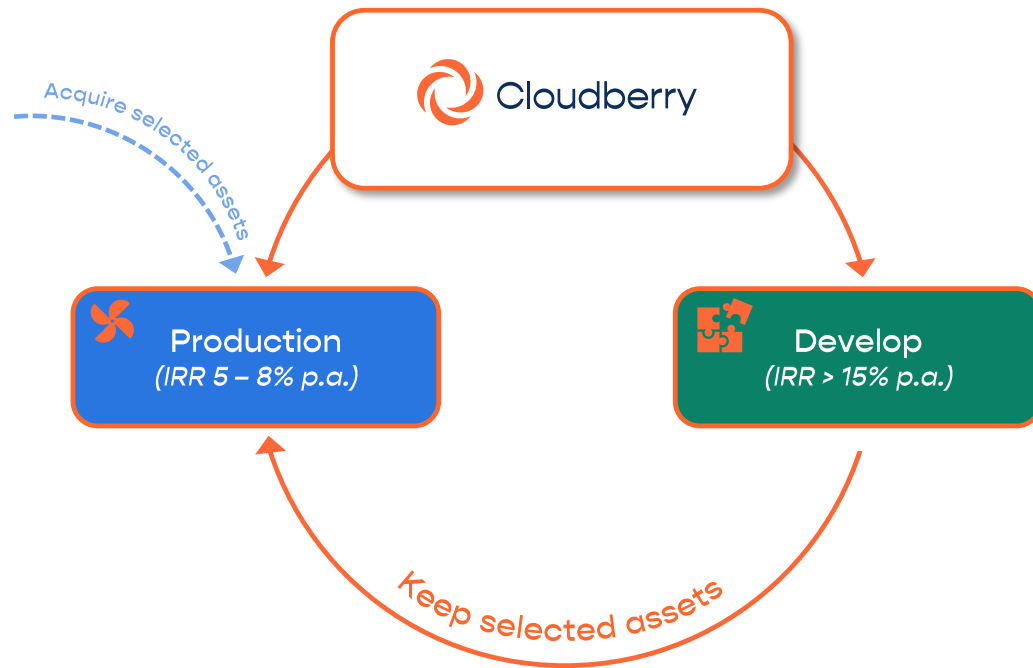 Cloudberry
Acquire selected assets
Production
(IRR 5 – 8% p.a.)
Develop
(IRR > 15% p.a.)
Keep selected assets